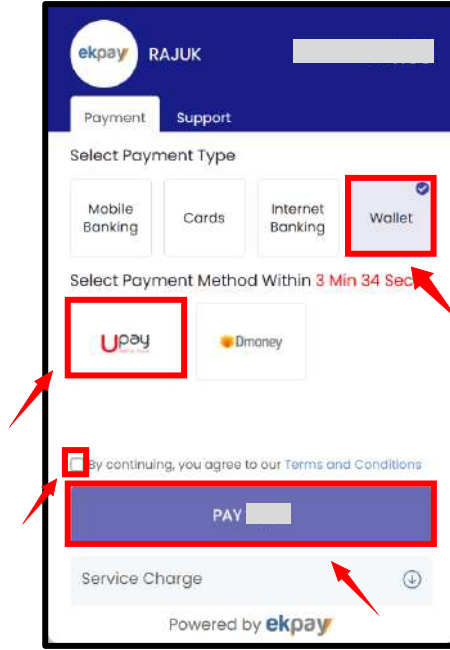 ekpay RAJUK
Payment Support
Select Payment Type
Mobile Banking
Cards
Internet Banking
Wallet
Select Payment Method Within 3 Min 34 Sec
Upay
Dmoney
By continuing, you agree to our Terms and Conditions
PAY
Service Charge
Powered by ekpay